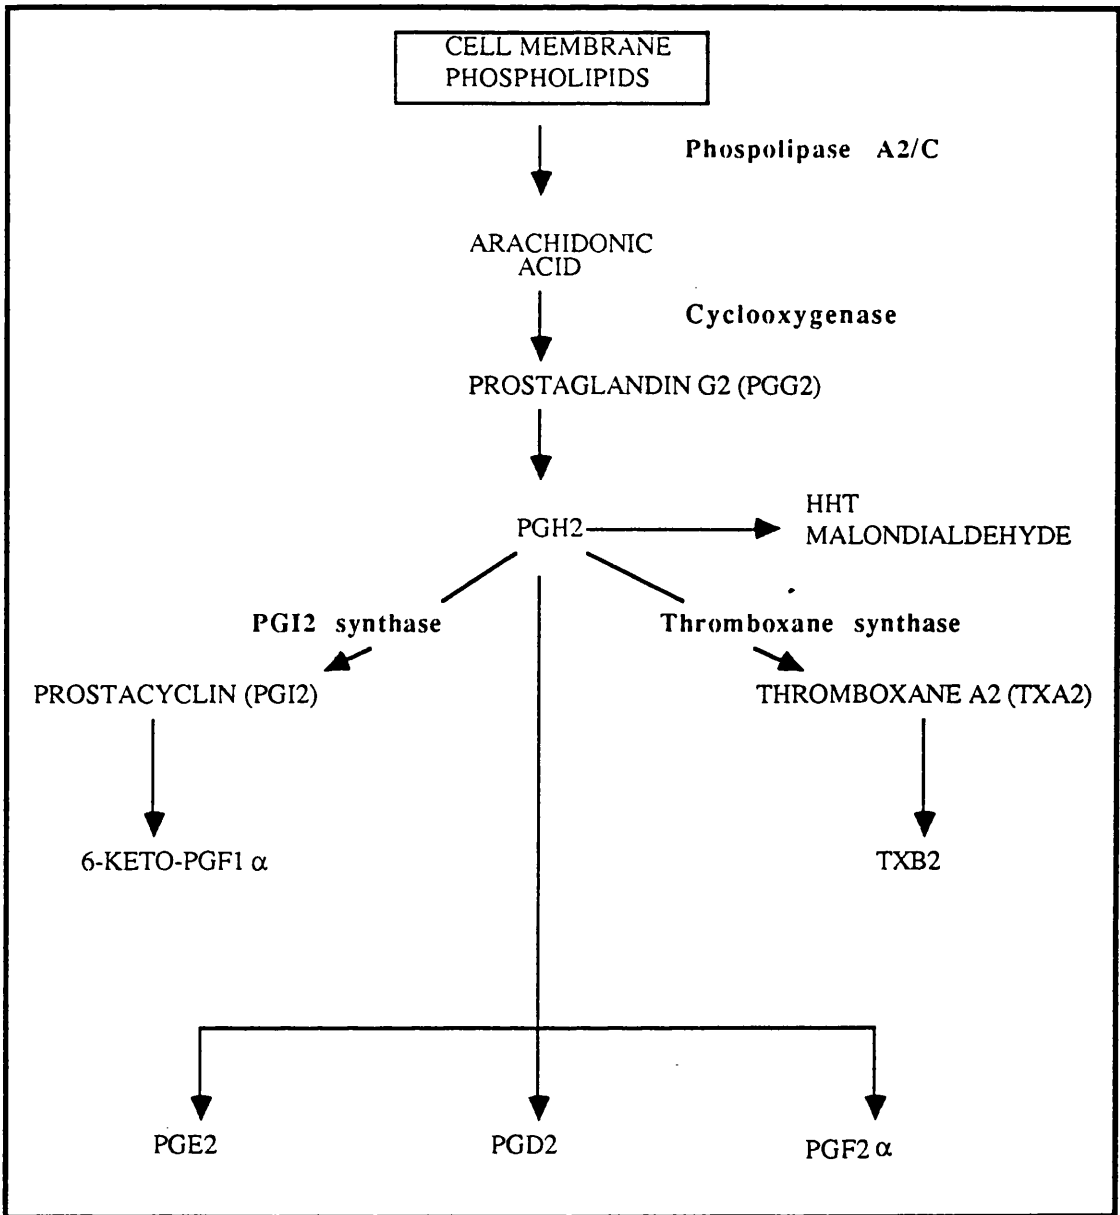 CELL MEMBRANE
PHOSPHOLIPIDS
Phospolipase A2/C
ARACHIDONIC
ACID
Cyclooxygenase
PROSTAGLANDIN G2 (PGG2)
PGH2
HHT
MALONDIALDEHYDE
PGI2 synthase
Thromboxane synthase
PROSTACYCLIN (PGI2)
THROMBOXANE A2 (TXA2)
6-KETO-PGF1 α
TXB2
PGE2
PGD2
PGF2 α